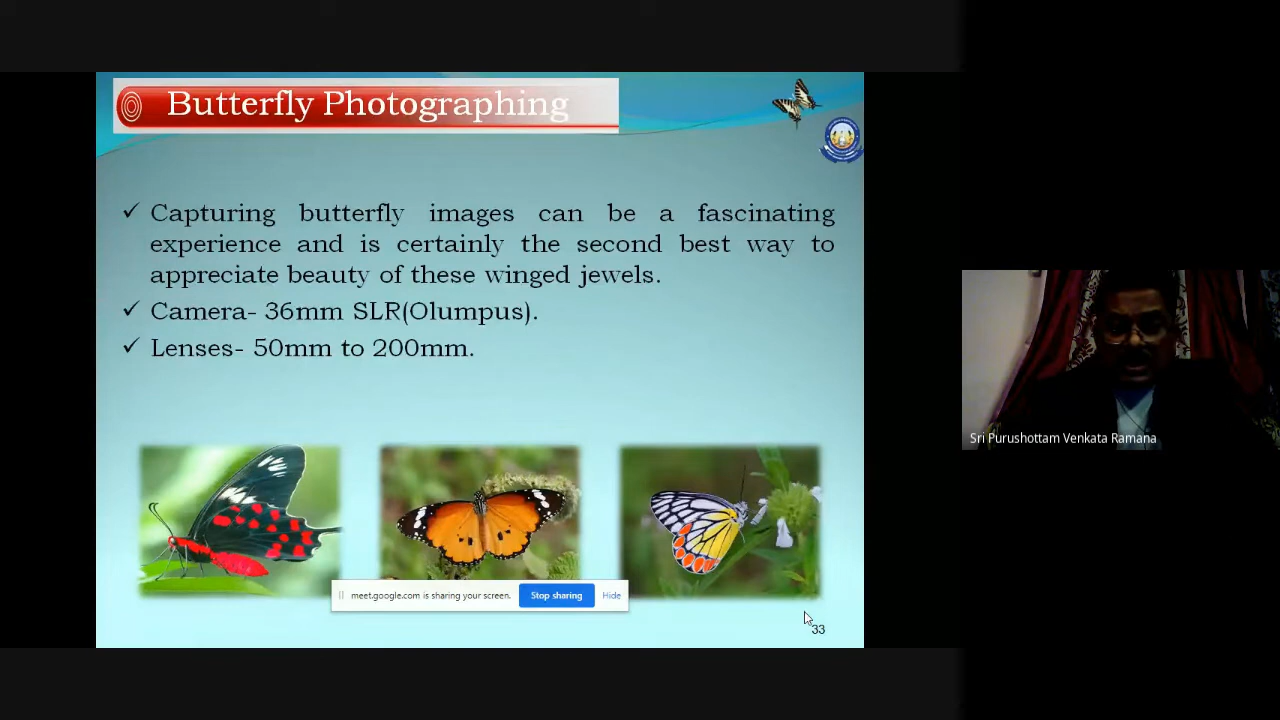 Butterfly Photographing
✓ Capturing butterfly images can be a fascinating
experience and is certainly the second best way to
appreciate beauty of these winged jewels.
✓ Camera- 36mm SLR(Olumpus).
✓ Lenses- 50mm to 200mm.
Sri Purushottam Venkata Ramana
meet.google.com is sharing your screen.
Stop sharing
Hide
33